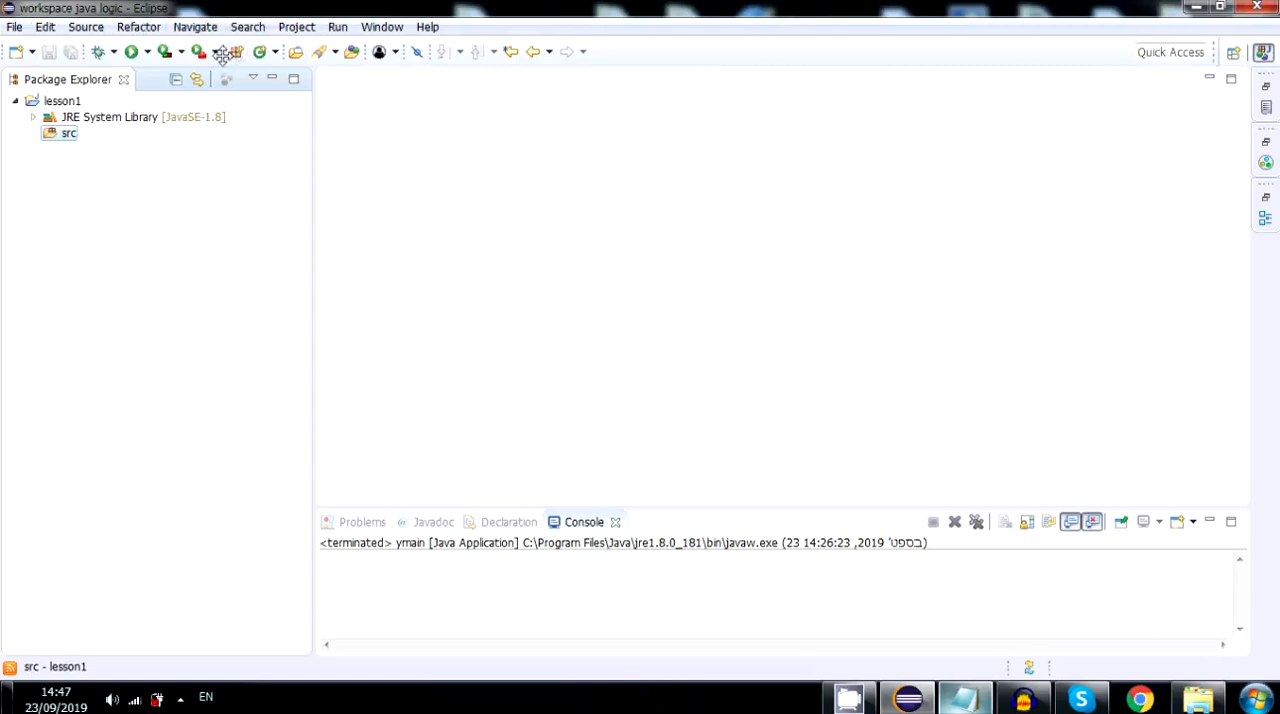 workspace java logic - Eclipse
File Edit Source Refactor Navigate Search Project Run Window Help
Quick Access
Package Explorer
lesson1
JRE System Library [JavaSE-1.8]
src
Problems Javadoc Declaration Console
<terminated> ymain [Java Application] C:\Program Files\Java\jre1.8.0_181\bin\javaw.exe (23 בספט׳ 2019, 14:26:23)
src - lesson1
14:47 EN
23/09/2019